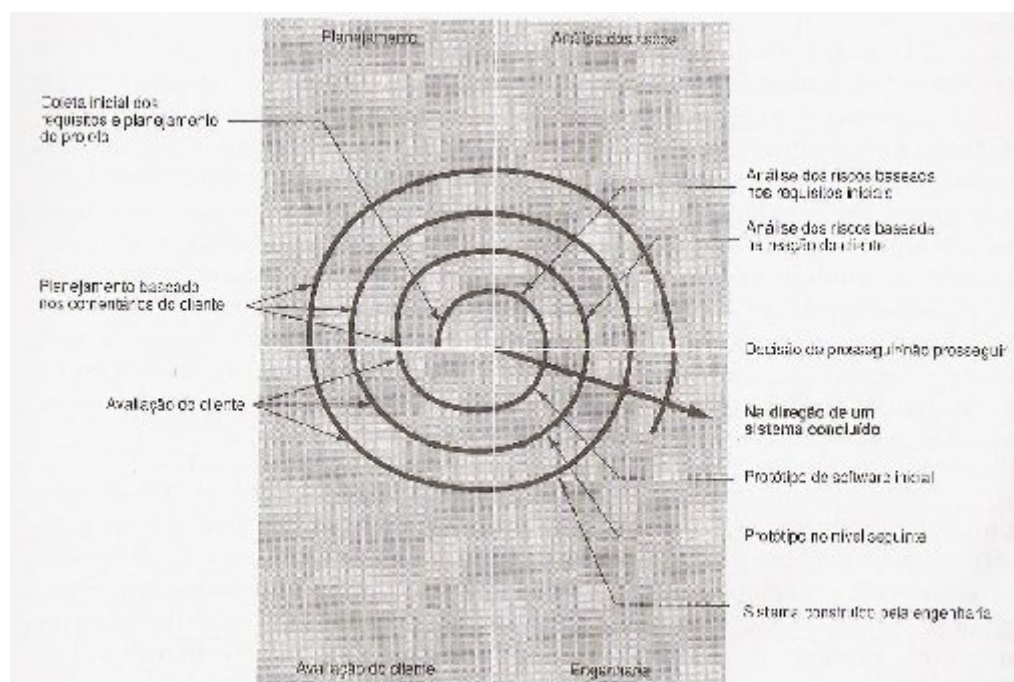 Planejamento
Análise dos riscos
Coleta inicial dos
requisitos e planejamento
do projeto
Análise dos riscos baseada
nos requisitos iniciais
Análise dos riscos baseada
na reação do cliente
Planejamento baseado
nos comentários do cliente
Decisão de prosseguir/não prosseguir
Avaliação do cliente
Na direção de um
sistema concluído
Protótipo de software inicial
Protótipo no nível seguinte
Sistema construído pela engenharia
Avaliação do cliente
Engenharia